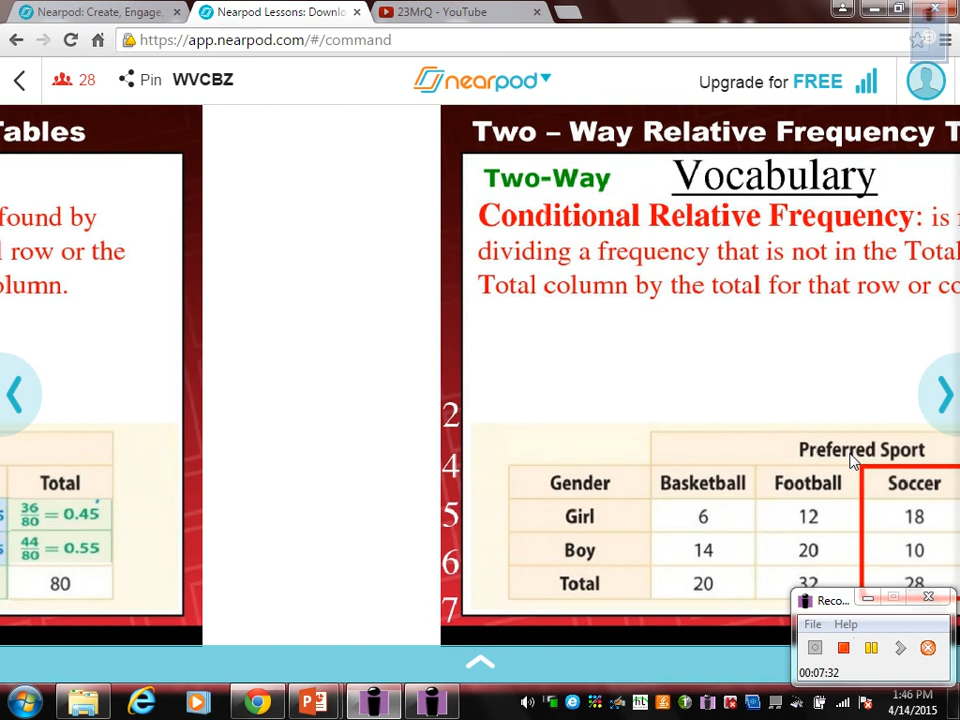 Nearpod: Create, Engage,
Nearpod Lessons: Downlo
23MrQ - YouTube
https://app.nearpod.com/#/command
28
Pin
WVCBZ
nearpod
Upgrade for FREE
Tables
found by
row or the
olumn.
Total
36/80 = 0.45
44/80 = 0.55
80
2
4
5
6
7
Two – Way Relative Frequency T
Two-Way
Vocabulary
Conditional Relative Frequency: is
dividing a frequency that is not in the Total
Total column by the total for that row or co
Preferred Sport
Gender Basketball Football Soccer
Girl 6 12 18
Boy 14 20 10
Total 20 32 28
Reco...
File Help
00:07:32
1:46 PM
4/14/2015